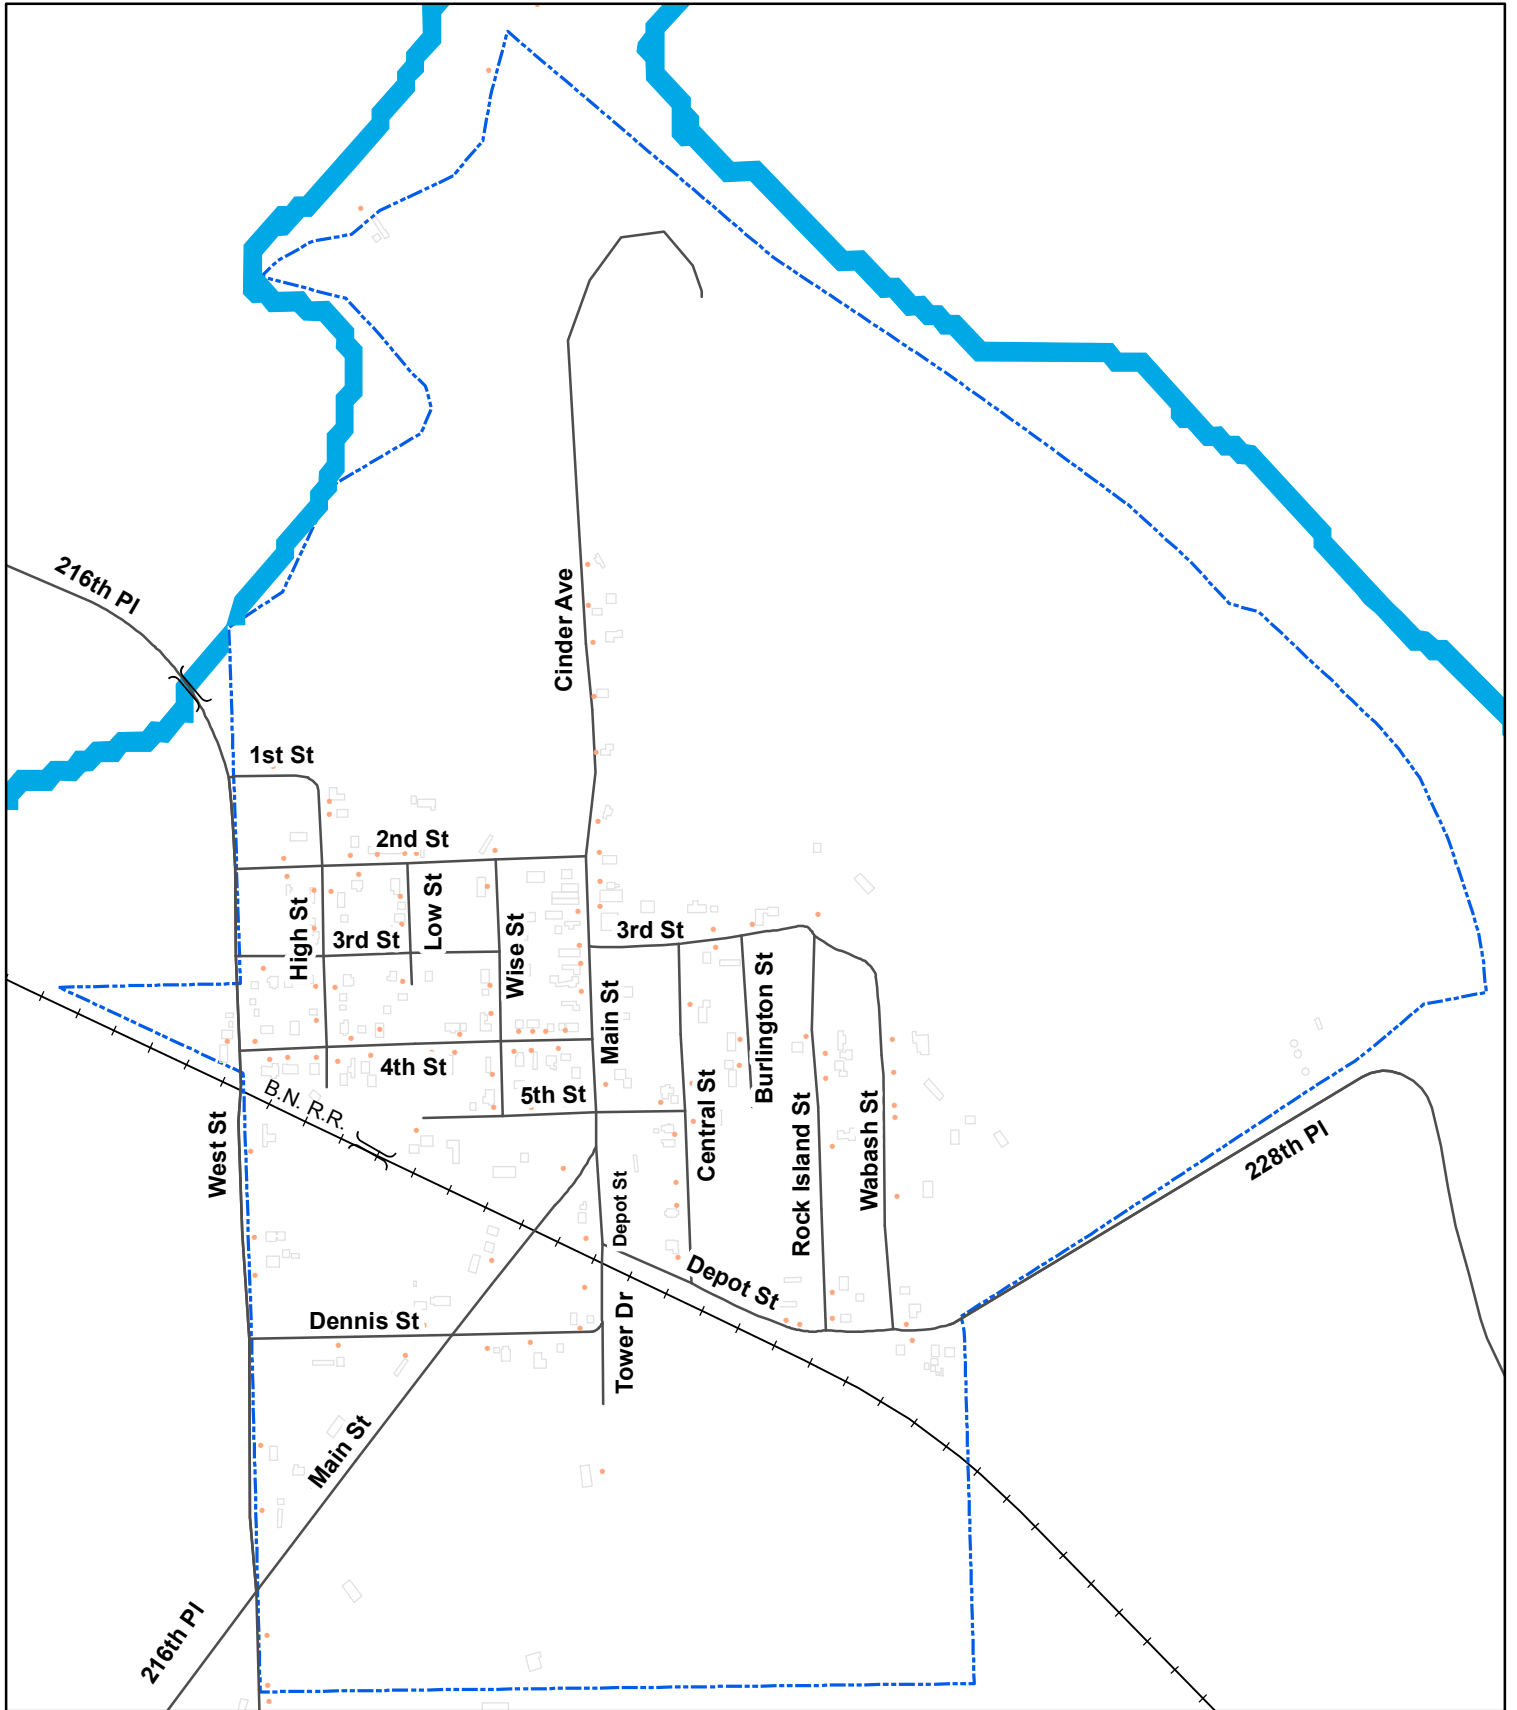 216th Pl
Cinder Ave
1st St
2nd St
Low St
High St
3rd St
Wise St
3rd St
Main St
Burlington St
4th St
5th St
B.N. R.R.
West St
Central St
Rock Island St
Wabash St
Depot St
Depot St
228th Pl
Dennis St
Tower Dr
Main St
216th Pl